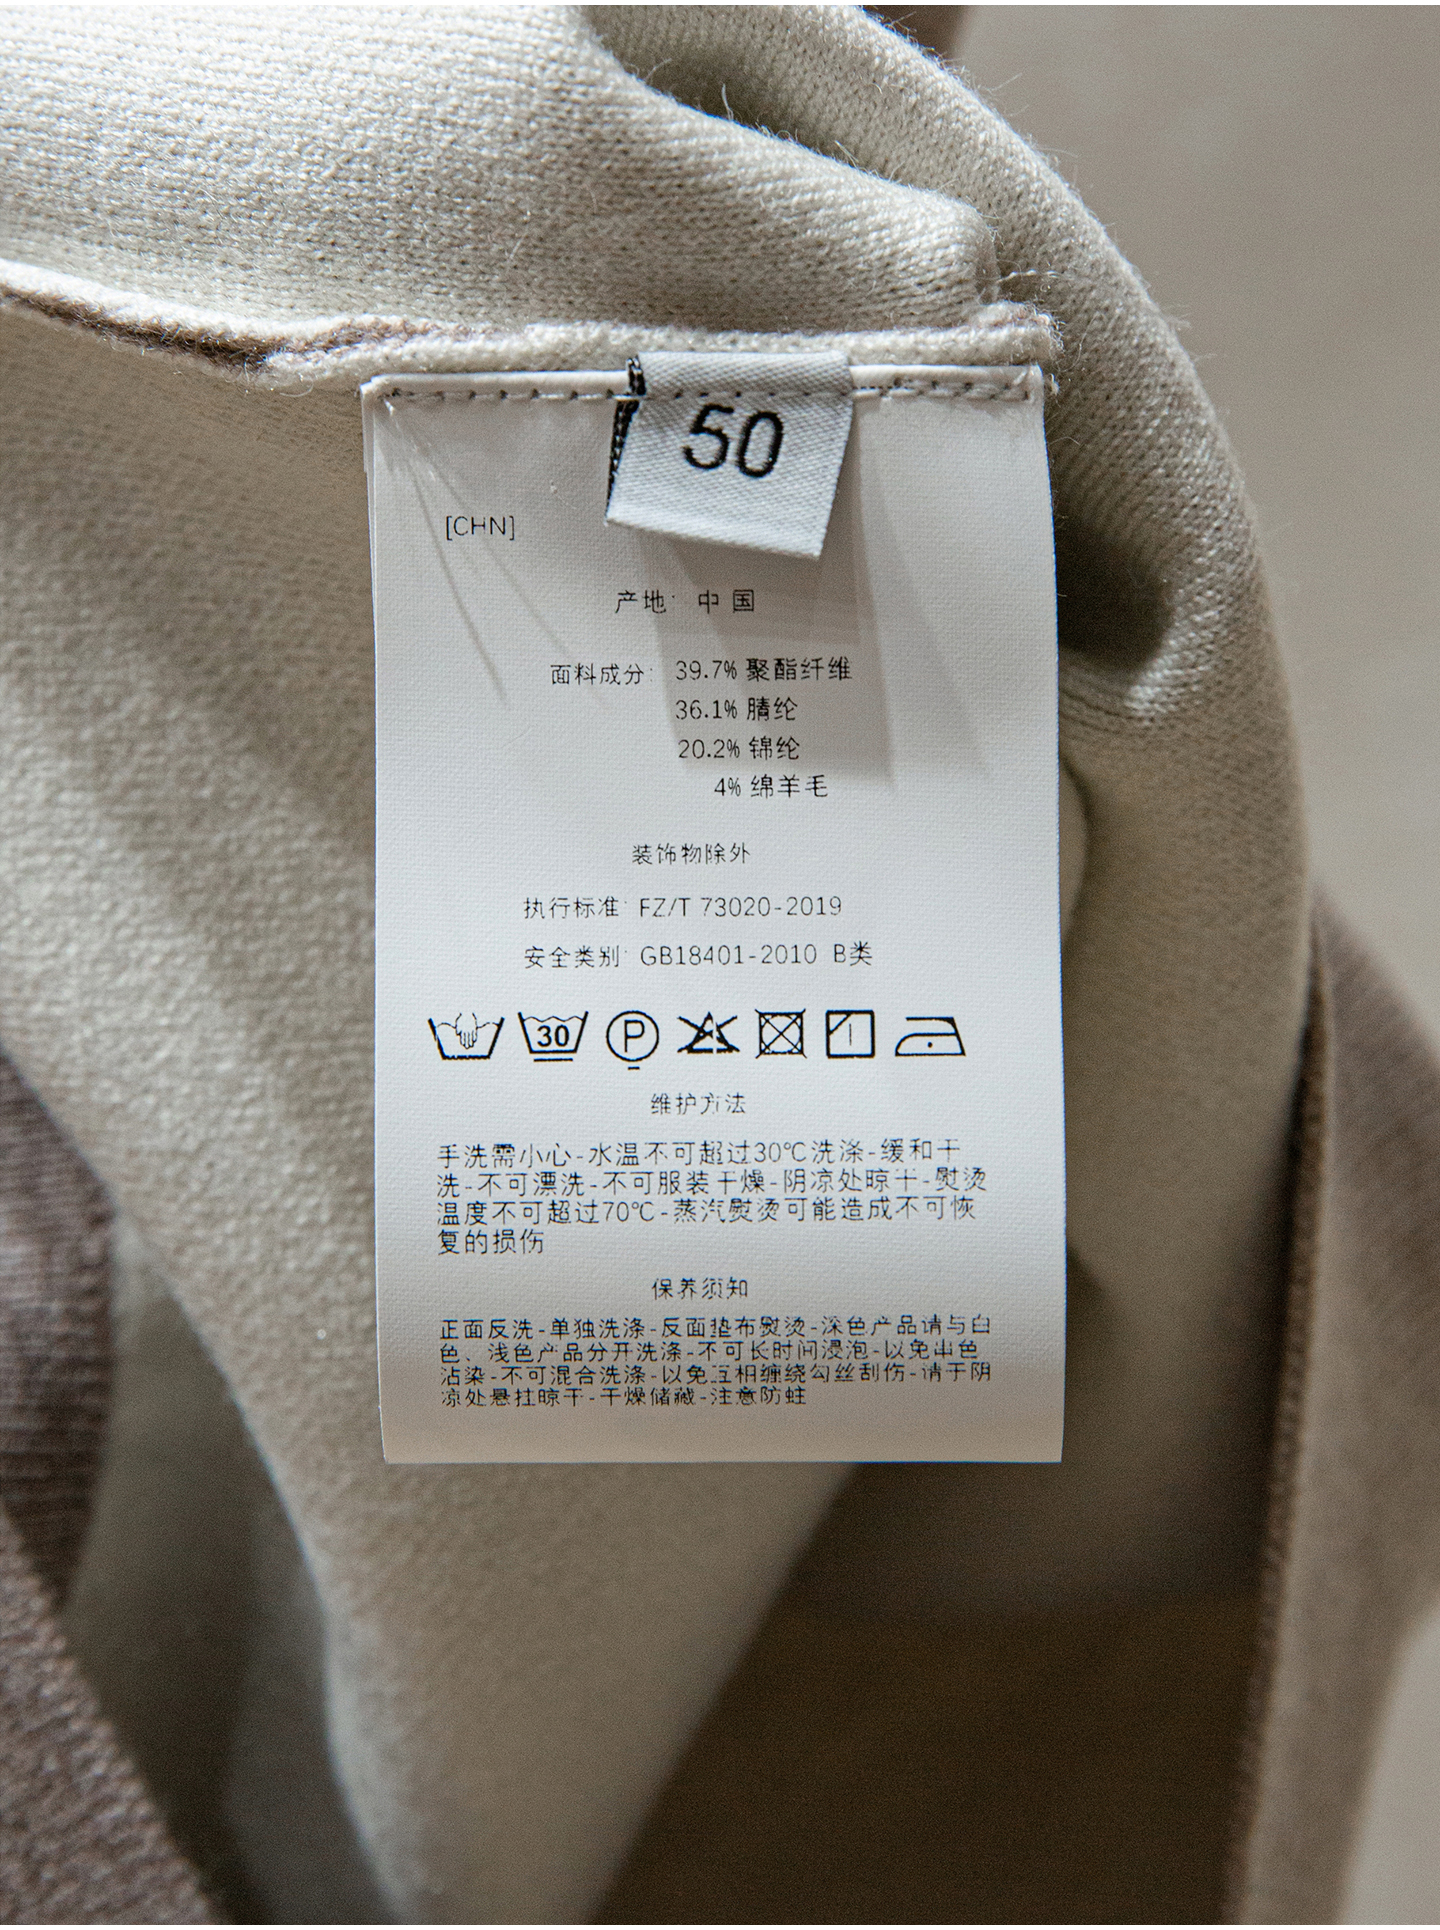 50
[CHN]
产地: 中国
面料成分: 39.7% 聚酯纤维
36.1% 腈纶
20.2% 锦纶
4% 绵羊毛
装饰物除外
执行标准: FZ/T 73020-2019
安全类别: GB18401-2010 B类
30
P
维护方法
手洗需小心-水温不可超过30℃洗涤-缓和干
洗-不可漂洗-不可服装干燥-阴凉处晾干-熨烫
温度不可超过70℃-蒸汽熨烫可能造成不可恢
复的损伤
保养须知
正面反洗-单独洗涤-反面垫布熨烫-深色产品请与白
色、浅色产品分开洗涤-不可长时间浸泡-以免出色
沾染-不可混合洗涤-以免互相缠绕勾丝刮伤-请于阴
凉处悬挂晾干-干燥储藏-注意防蛀